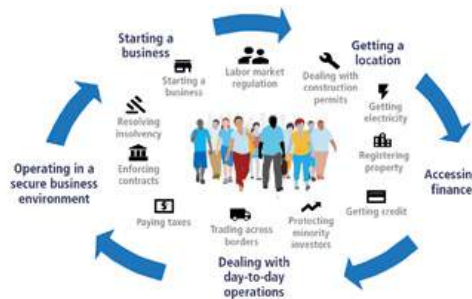 Starting a
business
Starting a
business
Labor market
regulation
Getting a
location
Dealing with
construction
permits
Getting
electricity
Registering
property
Accessin
finance
Getting credit
Protecting
minority
investors
Dealing with
day-to-day
operations
Trading across
borders
Paying taxes
Operating in a
secure business
environment
Enforcing
contracts
Resolving
insolvency